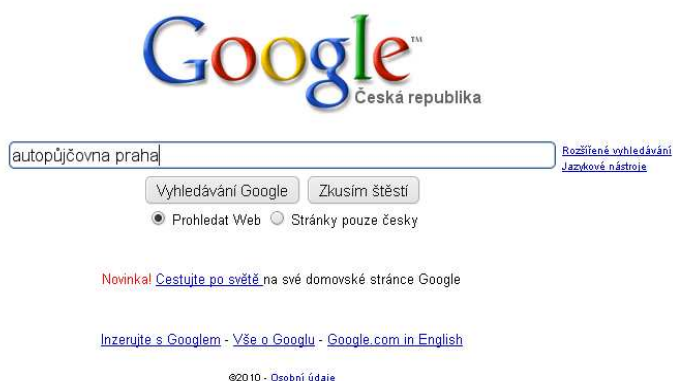 Google™
Česká republika
autopůjčovna praha
Rozšířené vyhledávání
Jazykové nástroje
Vyhledávání Google Zkusím štěstí
Prohledat Web Stránky pouze česky
Novinka! Cestujte po světě na své domovské stránce Google
Inzerujte s Googlem - Vše o Googlu - Google.com in English
©2010 - Osobní údaje